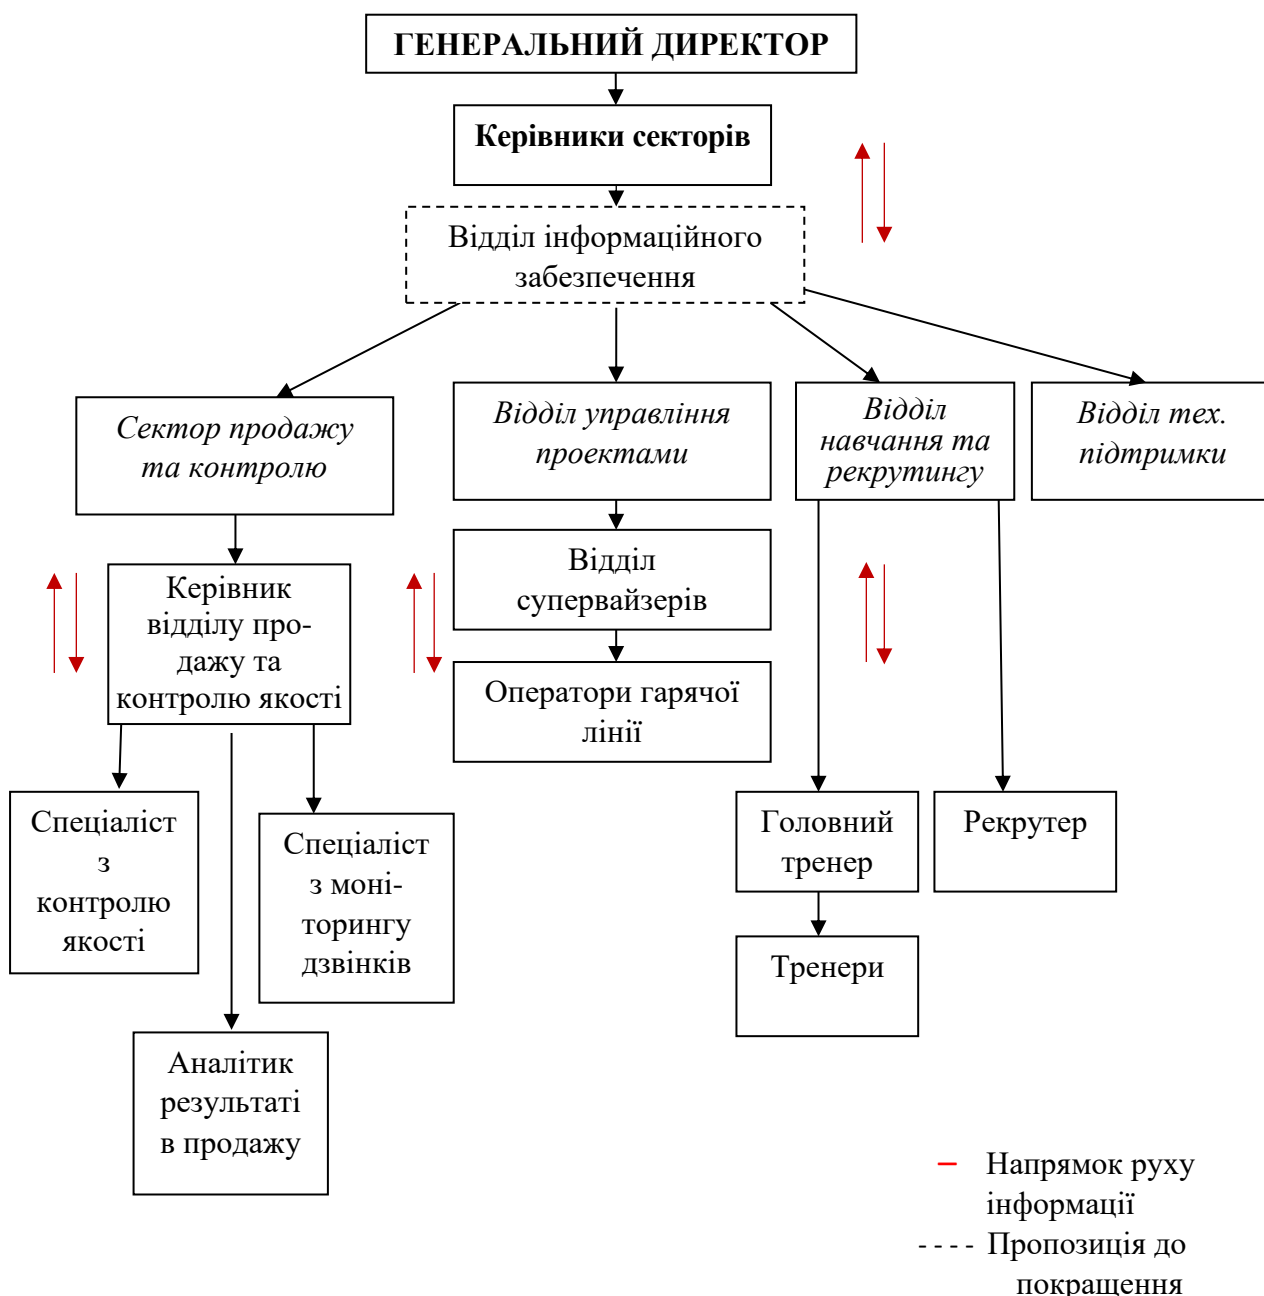 ГЕНЕРАЛЬНИЙ ДИРЕКТОР
Керівники секторів
Відділ інформаційного
забезпечення
Сектор продажу
та контролю
Відділ управління
проектами
Відділ
навчання та
рекрутингу
Відділ тех.
підтримки
Керівник
відділу про-
дажу та
контролю якості
Відділ
супервайзерів
Оператори гарячої
лінії
Спеціаліст
з
контролю
якості
Спеціаліст
з моні-
торингу
дзвінків
Головний
тренер
Рекрутер
Тренери
Аналітик
результаті
в продажу
Напрямок руху
інформації
Пропозиція до
покращення